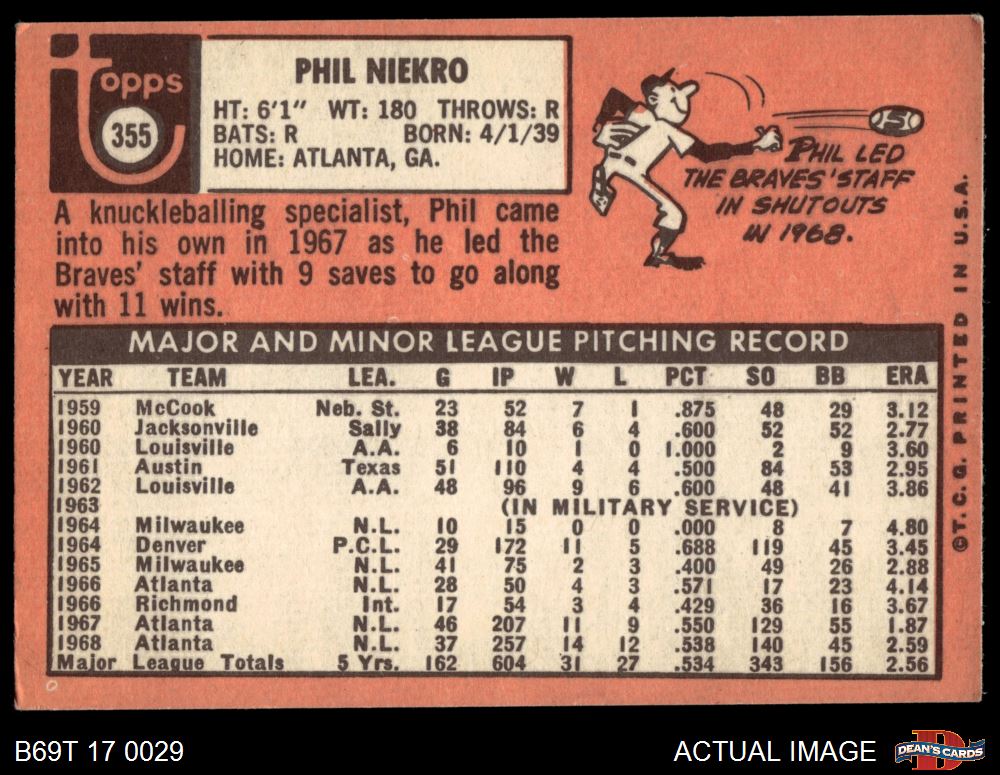 Topps
355
PHIL NIEKRO
HT: 6'1" WT: 180 THROWS: R
BATS: R BORN: 4/1/39
HOME: ATLANTA, GA.
A knuckleballing specialist, Phil came
into his own in 1967 as he led the
Braves' staff with 9 saves to go along
with 11 wins.
PHIL LED
THE BRAVES' STAFF
IN SHUTOUTS
IN 1968.
MAJOR AND MINOR LEAGUE PITCHING RECORD
YEAR TEAM LEA. G IP W L PCT SO BB ERA
1959 McCook Neb. St. 23 52 7 1 .875 48 29 3.12
1960 Jacksonville Sally 38 84 6 4 .600 52 52 2.77
1960 Louisville A.A. 6 10 1 0 1.000 2 9 3.60
1961 Austin Texas 51 110 4 4 .500 84 53 2.95
1962 Louisville A.A. 48 96 9 6 .600 48 41 3.86
1963 (IN MILITARY SERVICE)
1964 Milwaukee N.L. 10 15 0 0 .000 8 7 4.80
1964 Denver P.C.L. 29 172 11 5 .688 119 45 3.45
1965 Milwaukee N.L. 41 75 2 3 .400 49 26 2.88
1966 Atlanta N.L. 28 50 4 3 .571 17 23 4.14
1966 Richmond Int. 17 54 3 4 .429 36 16 3.67
1967 Atlanta N.L. 46 207 11 9 .550 129 55 1.87
1968 Atlanta N.L. 37 257 14 12 .538 140 45 2.59
Major League Totals 5 Yrs. 162 604 31 27 .534 343 156 2.56
©T.C.G. PRINTED IN U.S.A.
B69T 17 0029
ACTUAL IMAGE
DEAN'S CARDS